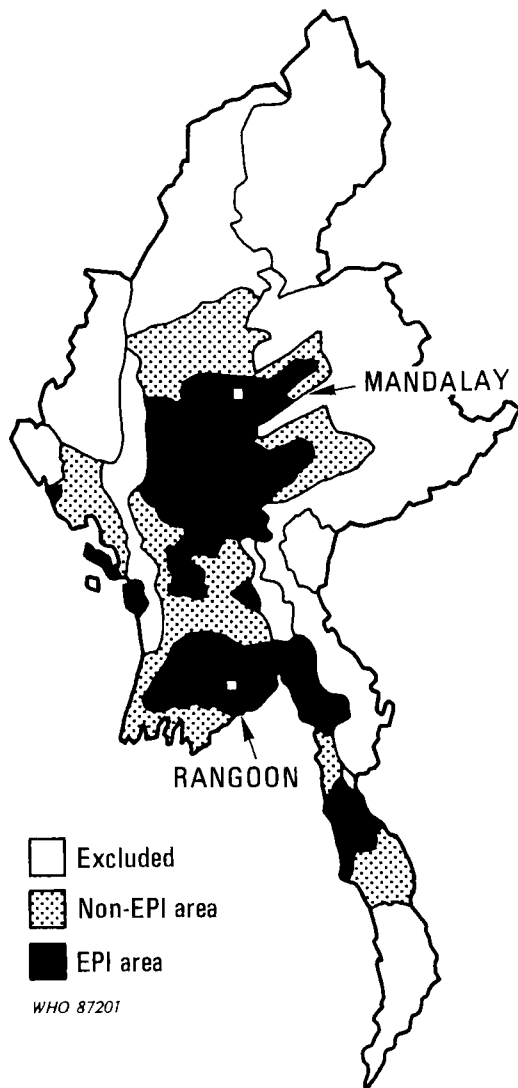 MANDALAY
RANGOON
Excluded
Non-EPI area
EPI area
WHO 87201